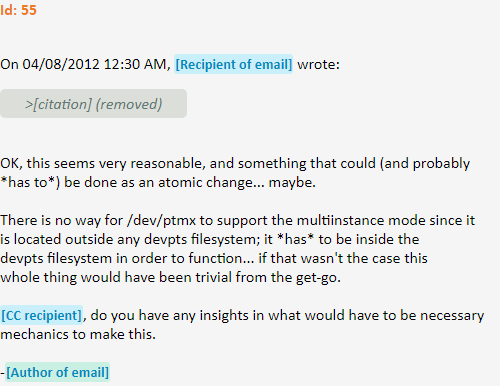 Id: 55
On 04/08/2012 12:30 AM, [Recipient of email] wrote:
>[citation] (removed)
OK, this seems very reasonable, and something that could (and probably
*has to*) be done as an atomic change... maybe.
There is no way for /dev/ptmx to support the multiinstance mode since it
is located outside any devpts filesystem; it *has* to be inside the
devpts filesystem in order to function... if that wasn't the case this
whole thing would have been trivial from the get-go.
[CC recipient], do you have any insights in what would have to be necessary
mechanics to make this.
-[Author of email]